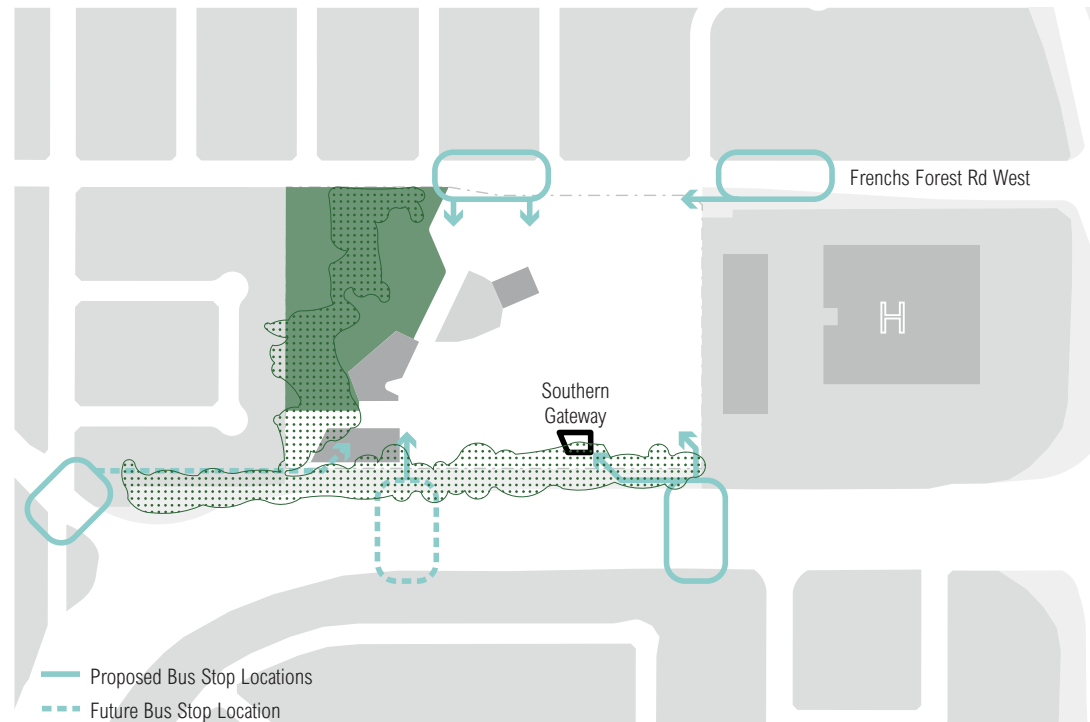 Frenchs Forest Rd West
H
Southern
Gateway
Proposed Bus Stop Locations
Future Bus Stop Location